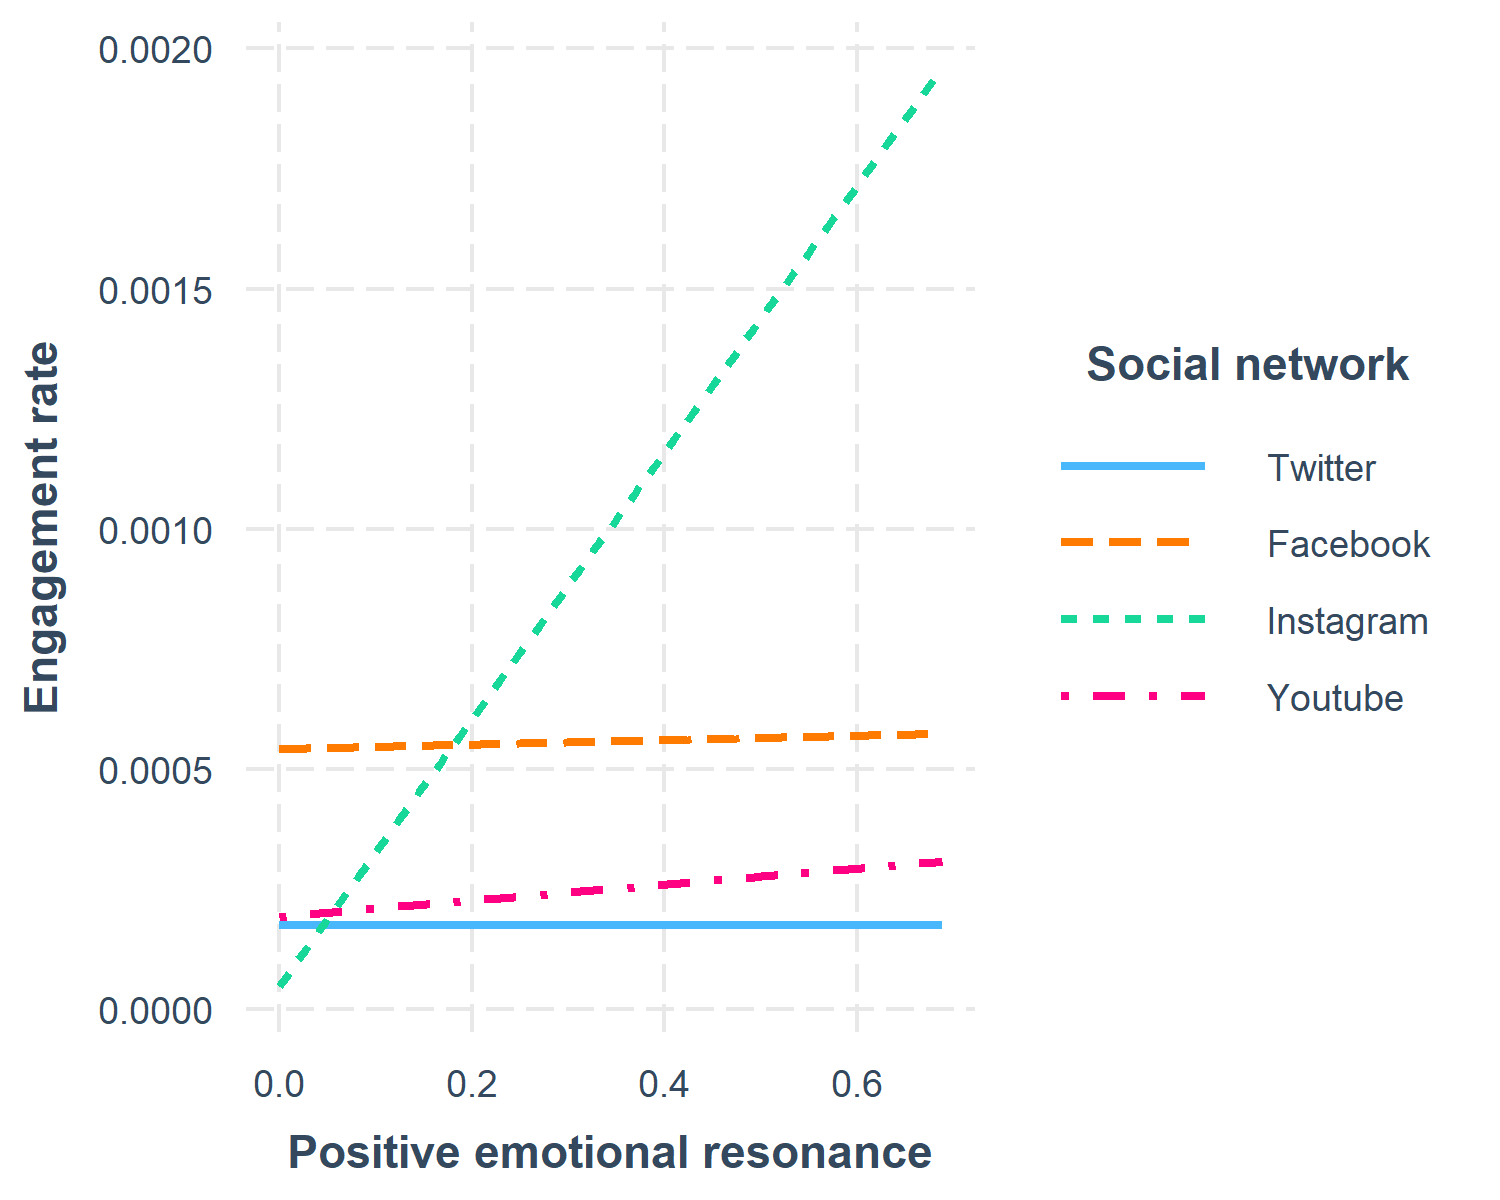 0.0020
0.0015
0.0010
0.0005
0.0000
Engagement rate
0.0 0.2 0.4 0.6
Positive emotional resonance
Social network
Twitter
Facebook
Instagram
Youtube